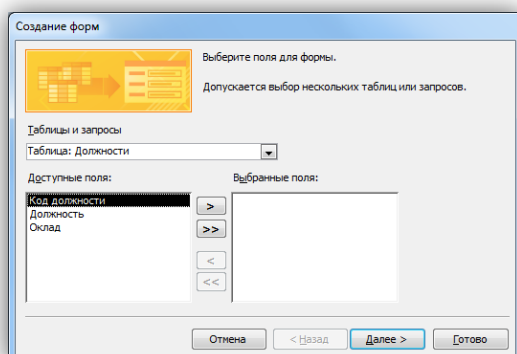 Создание форм
Выберите поля для формы.
Допускается выбор нескольких таблиц или запросов.
Таблицы и запросы
Таблица: Должности
Доступные поля:
Выбранные поля:
Код должности
Должность
Оклад
>
>>
<
<<
Отмена
< Назад
Далее >
Готово